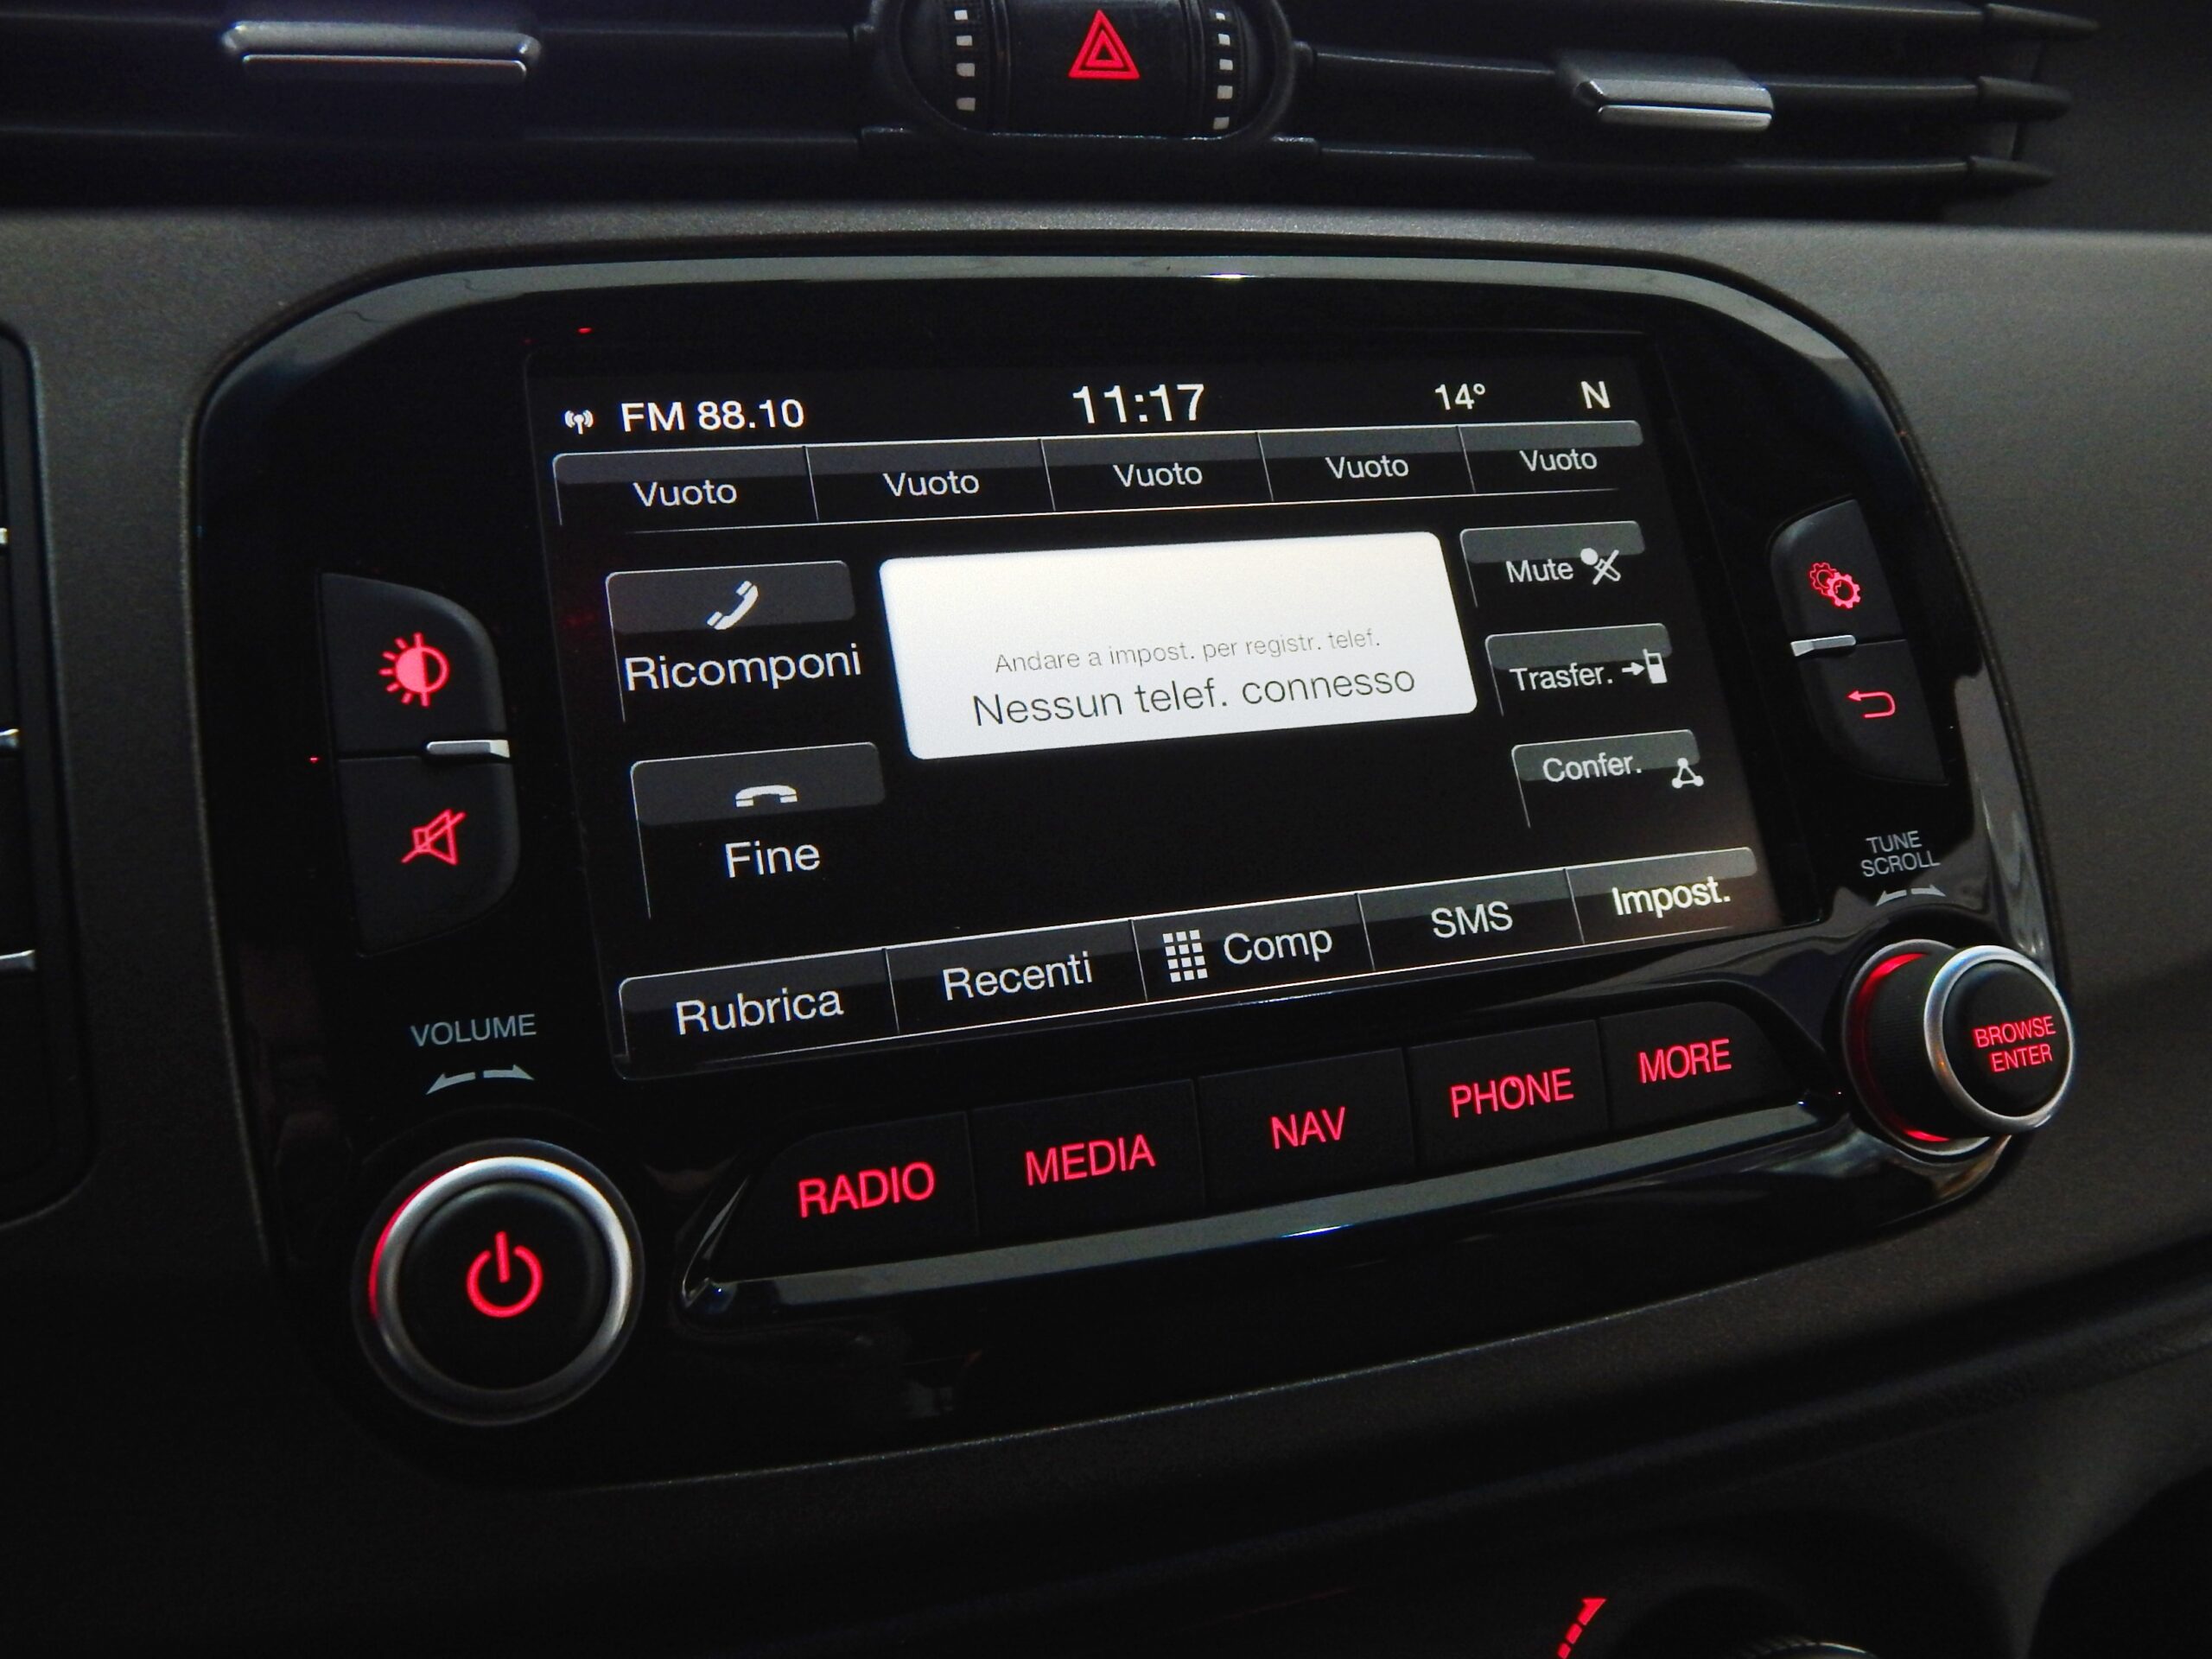 FM 88.10 11:17 14° N
Vuoto Vuoto Vuoto Vuoto Vuoto
Ricomponi
Andare a impost. per registr. telef.
Nessun telef. connesso
Mute
Trasfer.
Confer.
Fine
Rubrica Recenti Comp SMS Impost.
VOLUME
TUNE
SCROLL
BROWSE
ENTER
RADIO MEDIA NAV PHONE MORE